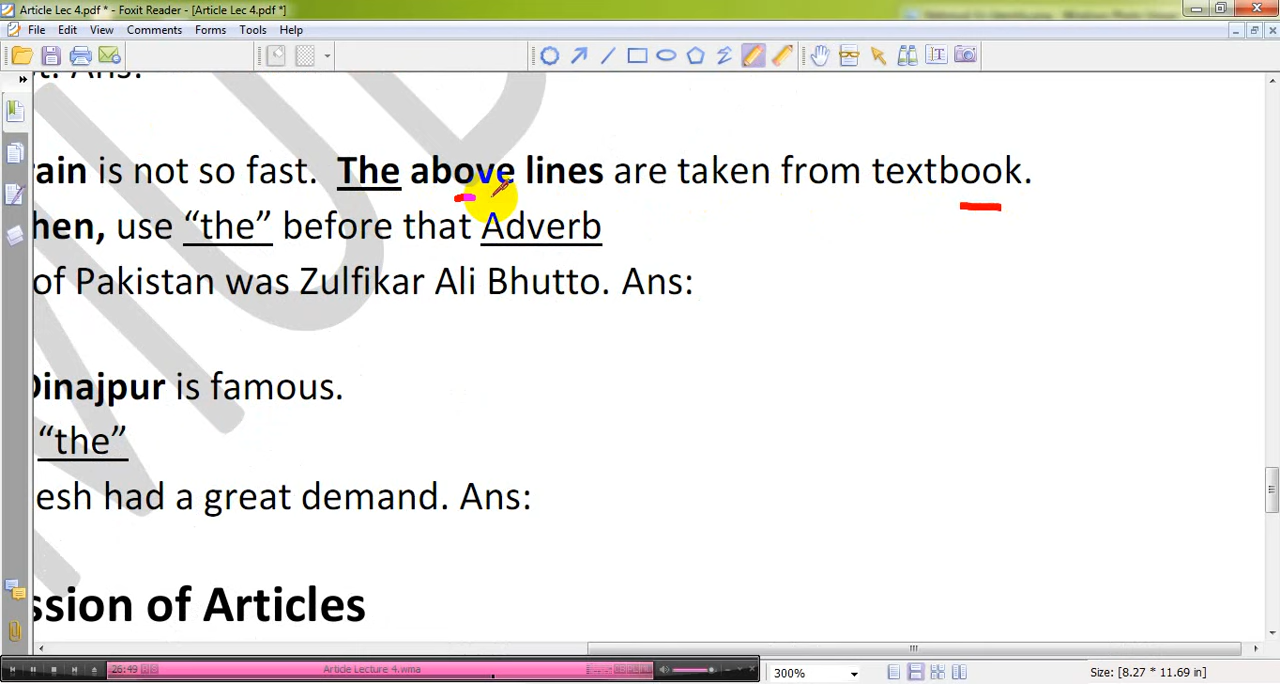 Article Lec 4.pdf * - Foxit Reader - [Article Lec 4.pdf *]
File Edit View Comments Forms Tools Help
Ans:
ain is not so fast. The above lines are taken from textbook.
hen, use “the” before that Adverb
of Pakistan was Zulfikar Ali Bhutto. Ans:
Dinajpur is famous.
“the”
esh had a great demand. Ans:
ssion of Articles
26:49 Article Lecture 4.wma 300% Size: [8.27 * 11.69 in]